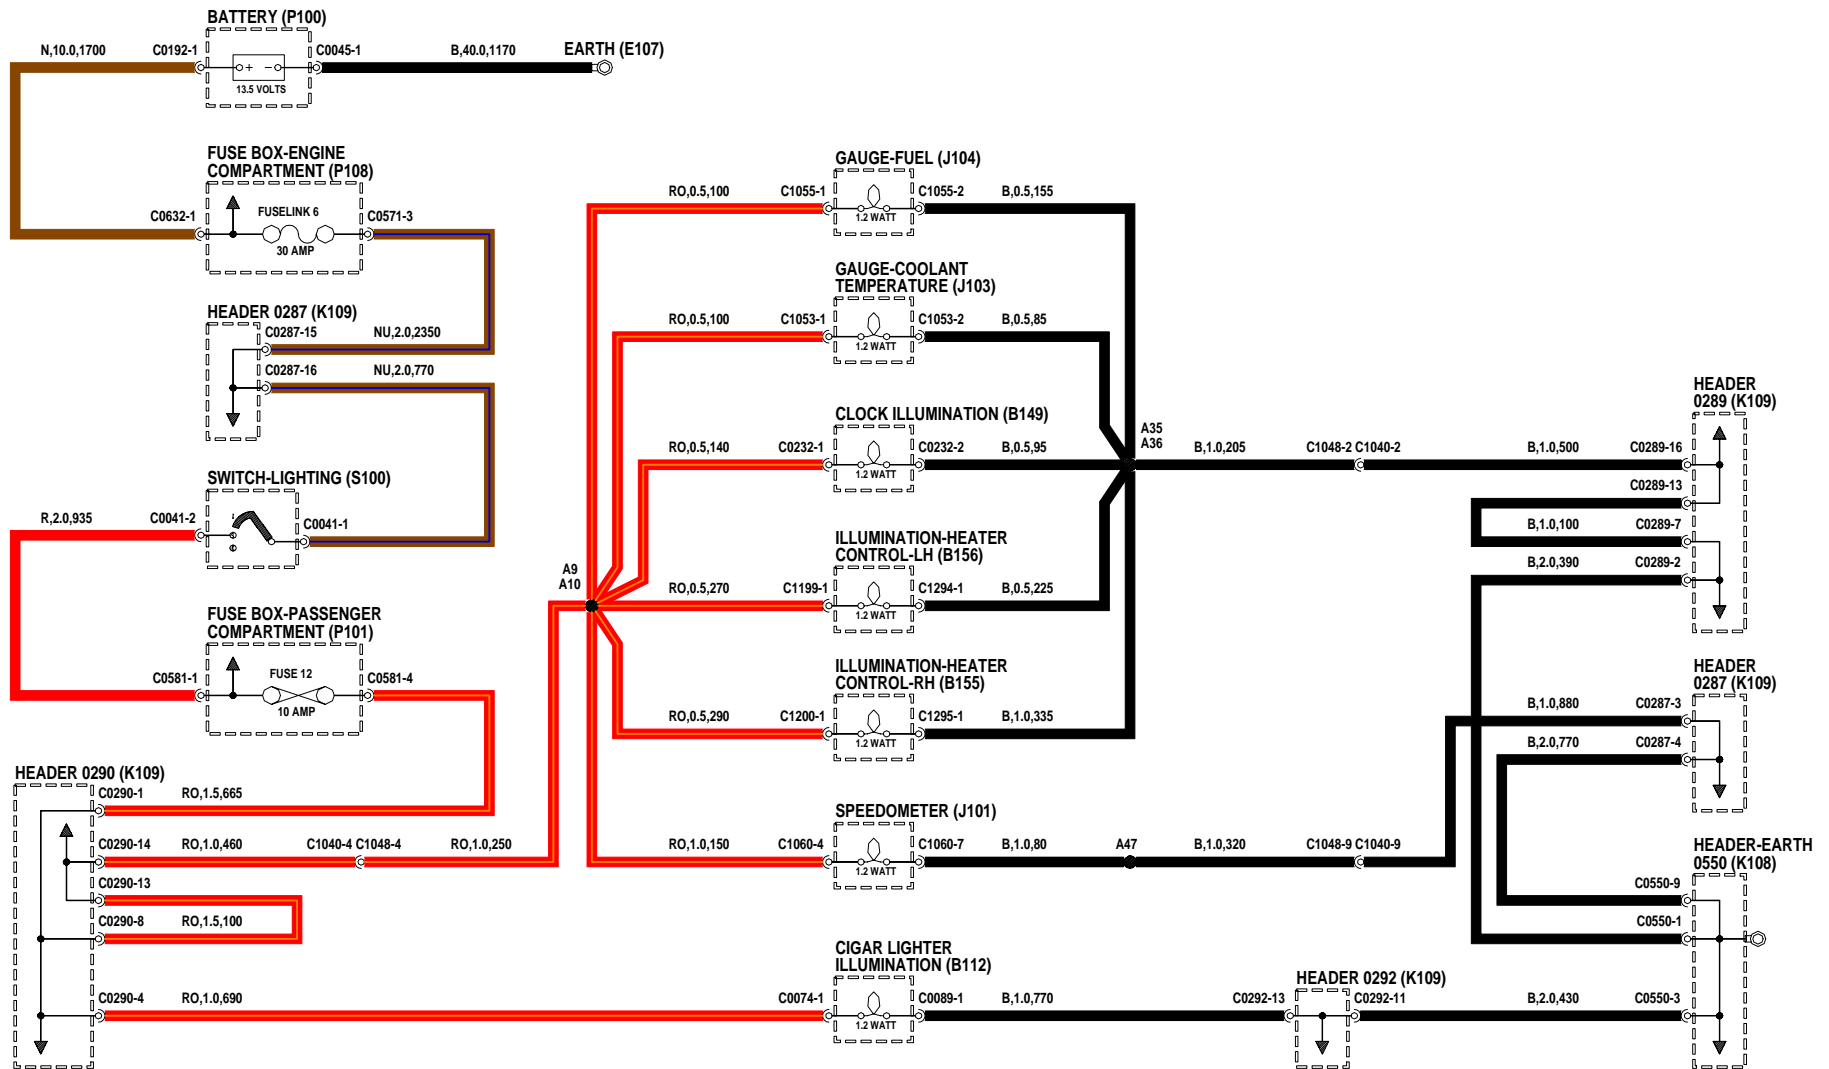 BATTERY (P100)
N,10.0,1700
C0192-1
C0045-1
B,40.0,1170
EARTH (E107)
+ −
13.5 VOLTS
FUSE BOX-ENGINE
COMPARTMENT (P108)
C0632-1
FUSELINK 6
C0571-3
30 AMP
HEADER 0287 (K109)
C0287-15
NU,2.0,2350
C0287-16
NU,2.0,770
SWITCH-LIGHTING (S100)
R,2.0,935
C0041-2
C0041-1
FUSE BOX-PASSENGER
COMPARTMENT (P101)
C0581-1
FUSE 12
C0581-4
10 AMP
HEADER 0290 (K109)
C0290-1
RO,1.5,665
C0290-14
RO,1.0,460
C1040-4 C1048-4
RO,1.0,250
C0290-13
C0290-8
RO,1.5,100
C0290-4
RO,1.0,690
A9
A10
GAUGE-FUEL (J104)
RO,0.5,100
C1055-1
C1055-2
B,0.5,155
1.2 WATT
GAUGE-COOLANT
TEMPERATURE (J103)
RO,0.5,100
C1053-1
C1053-2
B,0.5,85
1.2 WATT
CLOCK ILLUMINATION (B149)
RO,0.5,140
C0232-1
C0232-2
B,0.5,95
1.2 WATT
ILLUMINATION-HEATER
CONTROL-LH (B156)
RO,0.5,270
C1199-1
C1294-1
B,0.5,225
1.2 WATT
ILLUMINATION-HEATER
CONTROL-RH (B155)
RO,0.5,290
C1200-1
C1295-1
B,1.0,335
1.2 WATT
SPEEDOMETER (J101)
RO,1.0,150
C1060-4
C1060-7
B,1.0,80
A47
B,1.0,320
C1048-9 C1040-9
1.2 WATT
CIGAR LIGHTER
ILLUMINATION (B112)
C0074-1
C0089-1
B,1.0,770
1.2 WATT
A35
A36
B,1.0,205
C1048-2 C1040-2
B,1.0,500
C0289-16
HEADER
0289 (K109)
C0289-13
B,1.0,100
C0289-7
B,2.0,390
C0289-2
HEADER
0287 (K109)
B,1.0,880
C0287-3
B,2.0,770
C0287-4
HEADER-EARTH
0550 (K108)
C0550-9
C0550-1
HEADER 0292 (K109)
C0292-13
C0292-11
B,2.0,430
C0550-3